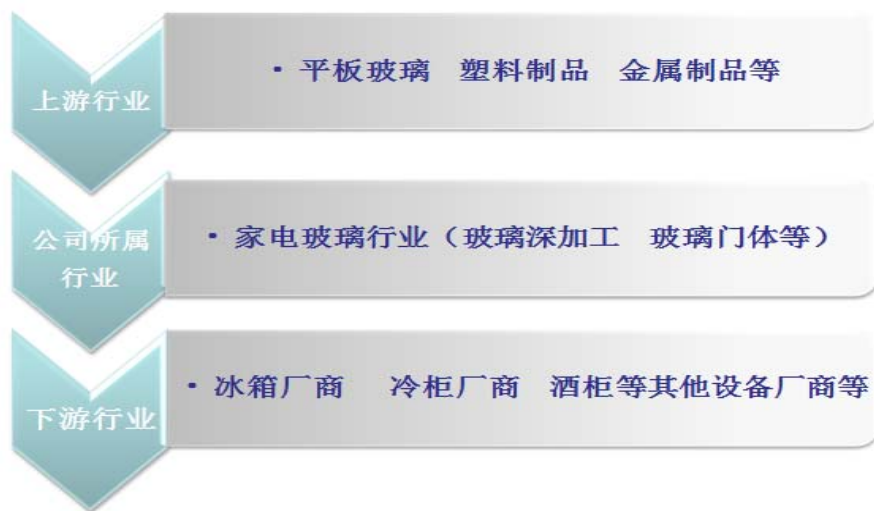 上游行业
• 平板玻璃 塑料制品 金属制品等
公司所属
行业
• 家电玻璃行业（玻璃深加工 玻璃门体等）
下游行业
• 冰箱厂商 冷柜厂商 酒柜等其他设备厂商等